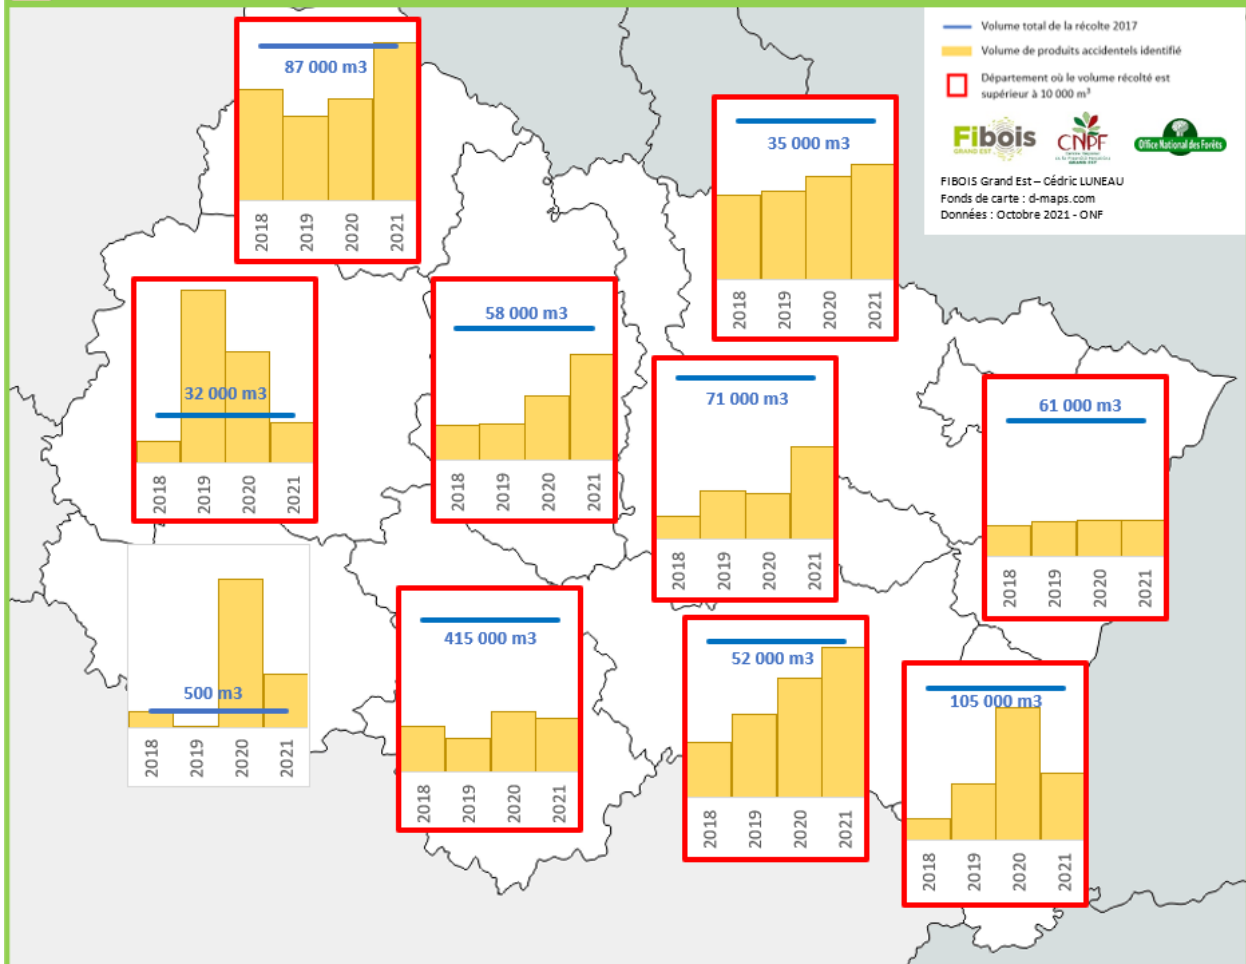 Volume total de la récolte 2017
Volume de produits accidentels identifié
Département où le volume récolté est
supérieur à 10 000 m³
Fibois
GRAND EST
CNPF
GRAND EST
Office National des Forêts
FIBOIS Grand Est – Cédric LUNEAU
Fonds de carte : d-maps.com
Données : Octobre 2021 - ONF
87 000 m3
2018
2019
2020
2021
35 000 m3
2018
2019
2020
2021
32 000 m3
2018
2019
2020
2021
58 000 m3
2018
2019
2020
2021
71 000 m3
2018
2019
2020
2021
61 000 m3
2018
2019
2020
2021
500 m3
2018
2019
2020
2021
415 000 m3
2018
2019
2020
2021
52 000 m3
2018
2019
2020
2021
105 000 m3
2018
2019
2020
2021